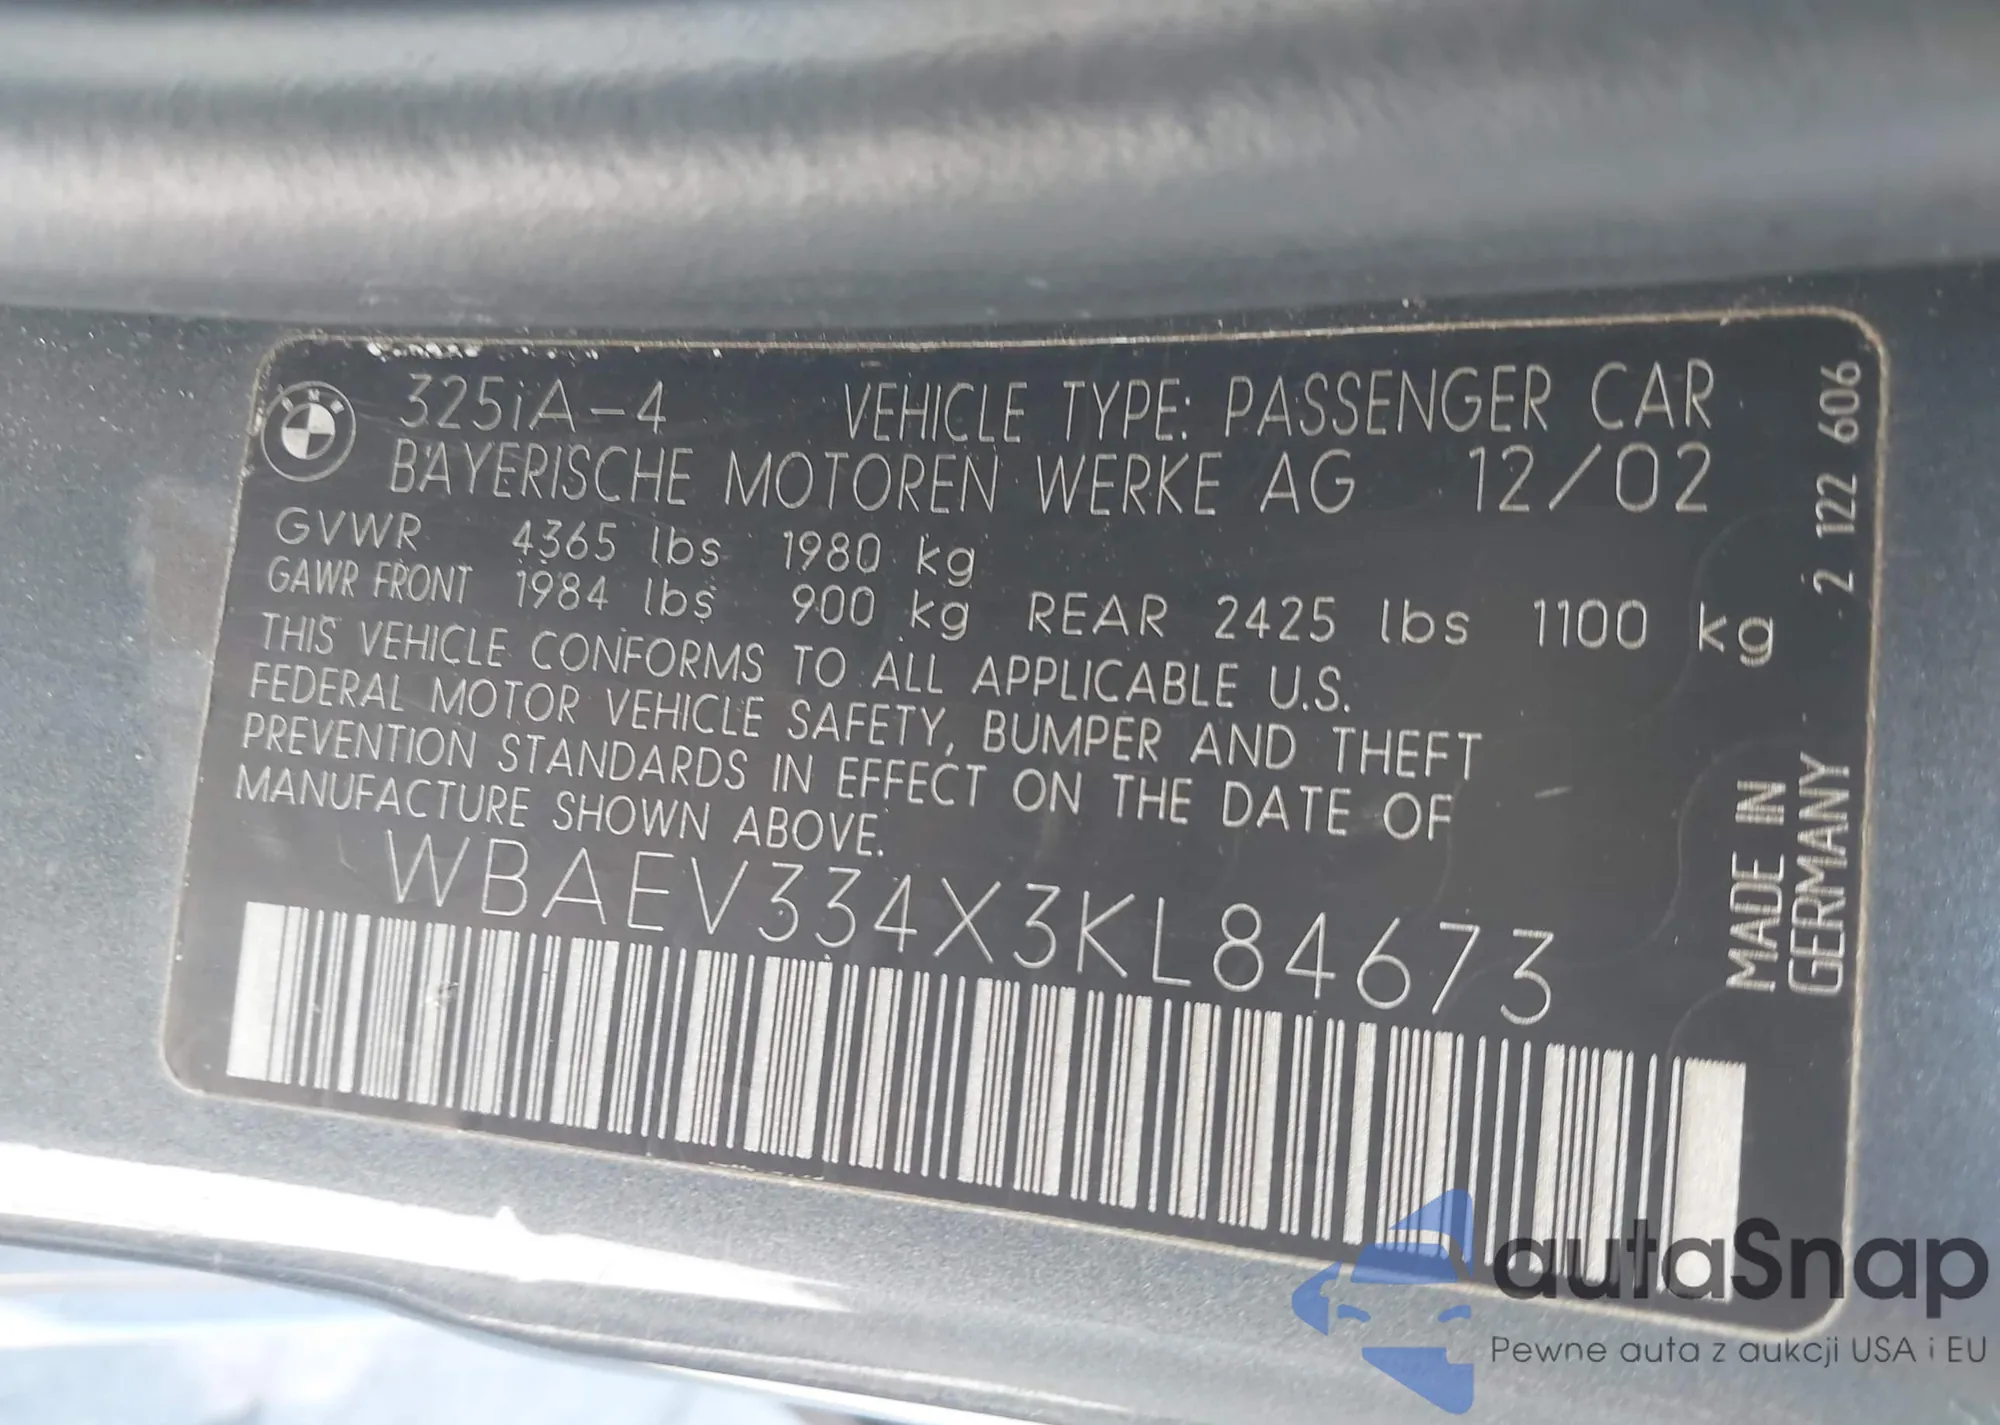 BMW
325iA-4 VEHICLE TYPE: PASSENGER CAR
BAYERISCHE MOTOREN WERKE AG 12/02
GVWR 4365 lbs 1980 kg
GAWR FRONT 1984 lbs 900 kg REAR 2425 lbs 1100 kg
THIS VEHICLE CONFORMS TO ALL APPLICABLE U.S.
FEDERAL MOTOR VEHICLE SAFETY, BUMPER AND THEFT
PREVENTION STANDARDS IN EFFECT ON THE DATE OF
MANUFACTURE SHOWN ABOVE.
WBAEV334X3KL84673
2 122 606
MADE IN
GERMANY
autaSnap
Pewne auta z aukcji USA i EU